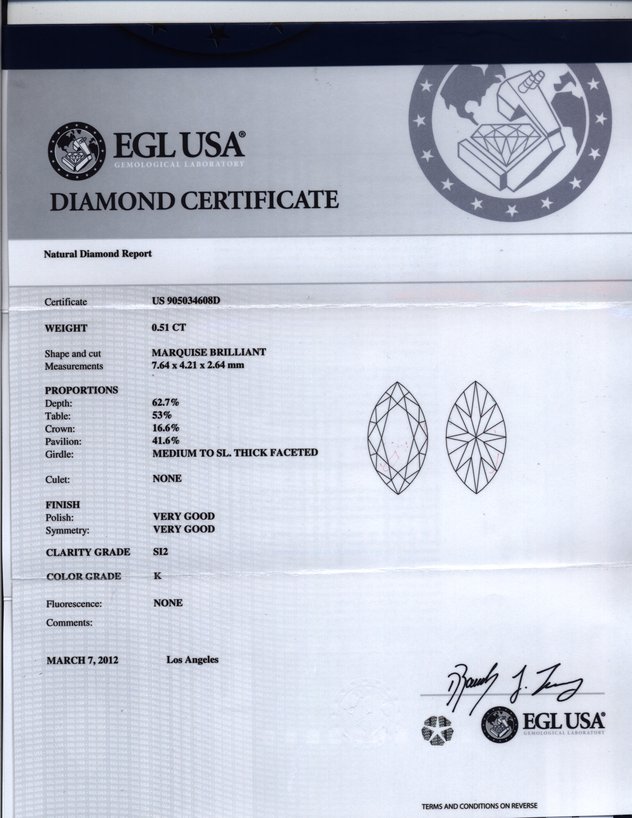 EGL USA®
GEMOLOGICAL LABORATORY
DIAMOND CERTIFICATE
Natural Diamond Report
Certificate US 905034608D
WEIGHT 0.51 CT
Shape and cut MARQUISE BRILLIANT
Measurements 7.64 x 4.21 x 2.64 mm
PROPORTIONS
Depth: 62.7%
Table: 53%
Crown: 16.6%
Pavilion: 41.6%
Girdle: MEDIUM TO SL. THICK FACETED
Culet: NONE
FINISH
Polish: VERY GOOD
Symmetry: VERY GOOD
CLARITY GRADE SI2
COLOR GRADE K
Fluorescence: NONE
Comments:
MARCH 7, 2012 Los Angeles
EGL USA®
GEMOLOGICAL LABORATORY
TERMS AND CONDITIONS ON REVERSE